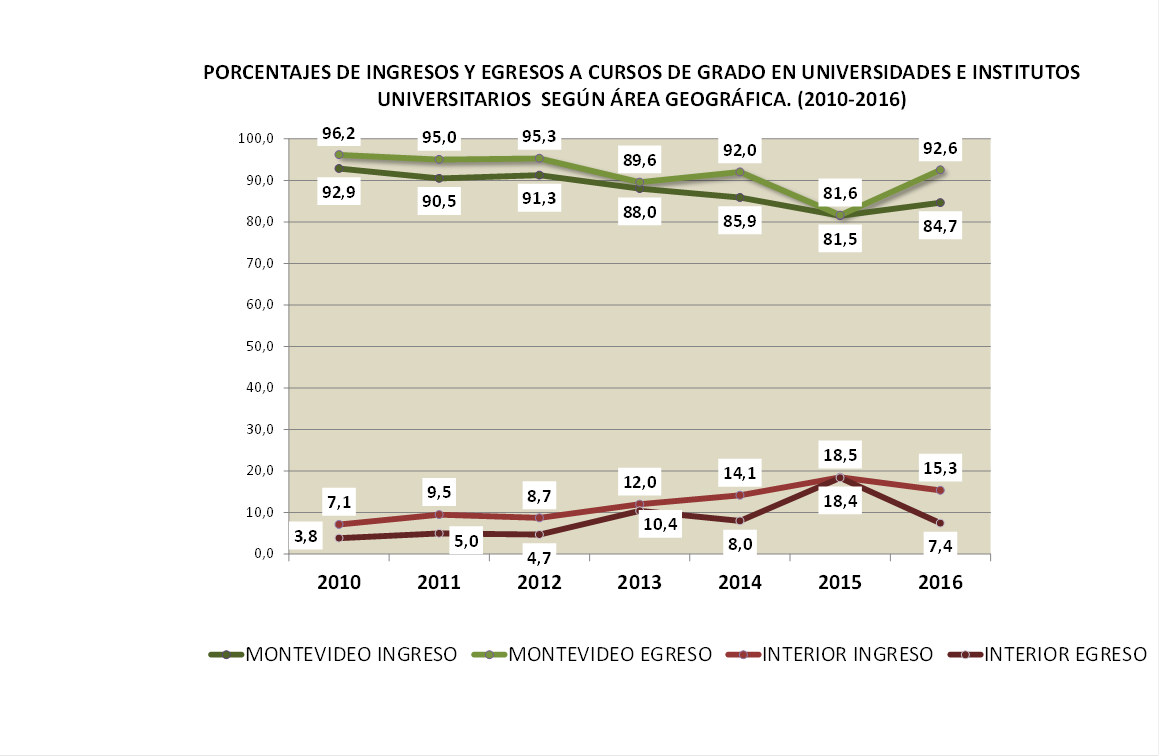 PORCENTAJES DE INGRESOS Y EGRESOS A CURSOS DE GRADO EN UNIVERSIDADES E INSTITUTOS
UNIVERSITARIOS SEGÚN ÁREA GEOGRÁFICA. (2010-2016)
100,0
90,0
80,0
70,0
60,0
50,0
40,0
30,0
20,0
10,0
0,0
96,2 95,0 95,3 89,6 92,0 81,6 92,6
92,9 90,5 91,3 88,0 85,9 81,5 84,7
7,1 9,5 8,7 12,0 14,1 18,5 15,3
3,8 5,0 4,7 10,4 8,0 18,4 7,4
2010 2011 2012 2013 2014 2015 2016
MONTEVIDEO INGRESO MONTEVIDEO EGRESO INTERIOR INGRESO INTERIOR EGRESO